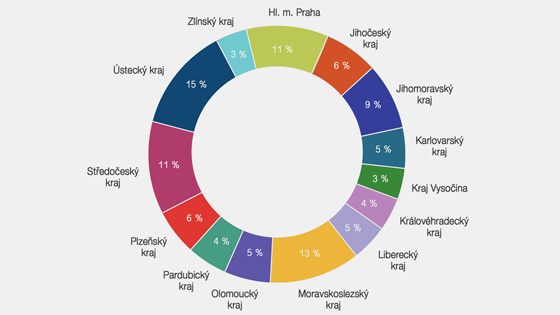 Hl. m. Praha
11 %
Jihočeský
kraj
6 %
Jihomoravský
kraj
9 %
Karlovarský
kraj
5 %
Kraj Vysočina
3 %
Královéhradecký
kraj
4 %
Liberecký
kraj
5 %
Moravskoslezský
kraj
13 %
Olomoucký
kraj
5 %
Pardubický
kraj
4 %
Plzeňský
kraj
6 %
Středočeský
kraj
11 %
Ústecký kraj
15 %
Zlínský kraj
3 %